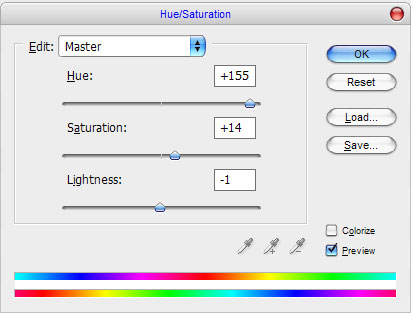 Hue/Saturation
Edit: Master
OK
Hue: +155
Reset
Saturation: +14
Load...
Save...
Lightness: -1
Colorize
Preview